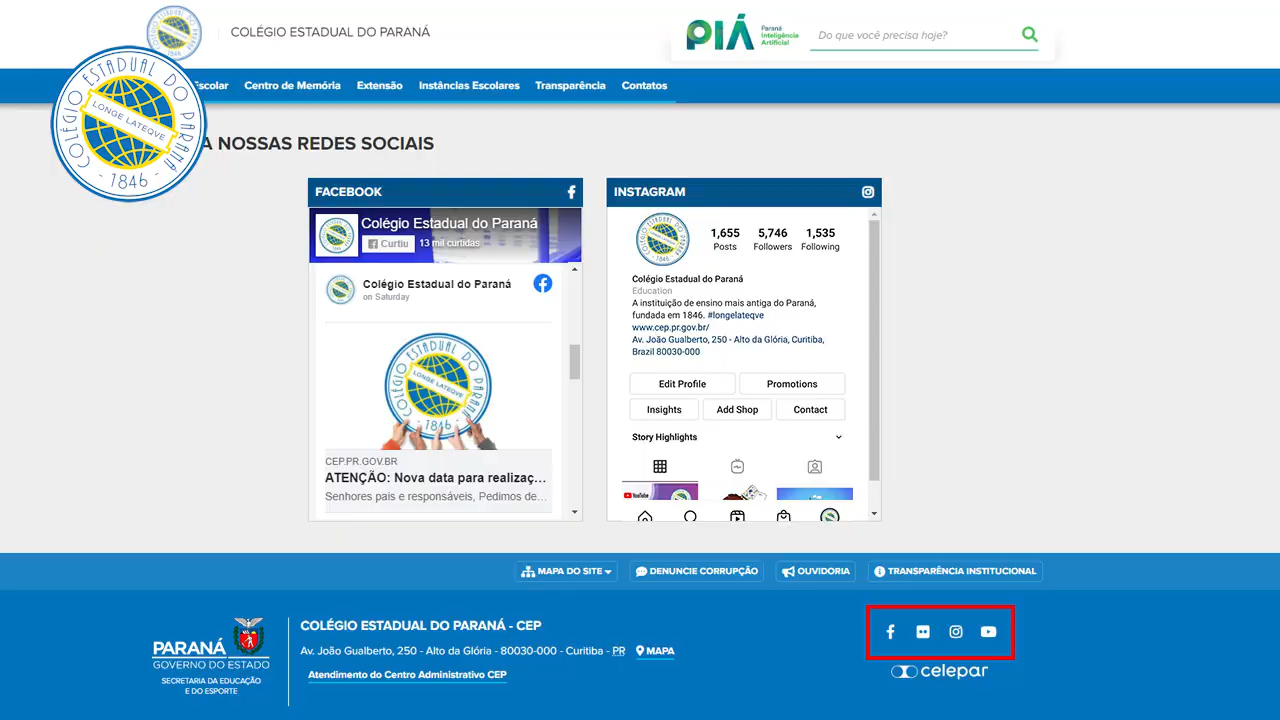 COLÉGIO ESTADUAL DO PARANÁ
PIÁ Paraná Inteligência Artificial
Do que você precisa hoje?
COLÉGIO ESTADUAL DO PARANÁ
LONGE LATEQVE
1846
Escolar Centro de Memória Extensão Instâncias Escolares Transparência Contatos
A NOSSAS REDES SOCIAIS
FACEBOOK
Colégio Estadual do Paraná
Curtiu 13 mil curtidas
Colégio Estadual do Paraná
on Saturday
COLÉGIO ESTADUAL DO PARANÁ
LONGE LATEQVE
1846
CEP.PR.GOV.BR
ATENÇÃO: Nova data para realizaç...
Senhores pais e responsáveis, Pedimos de...
INSTAGRAM
1,655 5,746 1,535
Posts Followers Following
Colégio Estadual do Paraná
Education
A instituição de ensino mais antiga do Paraná,
fundada em 1846. #longelateqve
www.cep.pr.gov.br/
Av. João Gualberto, 250 - Alto da Glória, Curitiba,
Brazil 80030-000
Edit Profile Promotions
Insights Add Shop Contact
Story Highlights
YouTube
MAPA DO SITE DENUNCIE CORRUPÇÃO OUVIDORIA TRANSPARÊNCIA INSTITUCIONAL
PARANÁ
GOVERNO DO ESTADO
SECRETARIA DA EDUCAÇÃO
E DO ESPORTE
COLÉGIO ESTADUAL DO PARANÁ - CEP
Av. João Gualberto, 250 - Alto da Glória - 80030-000 - Curitiba - PR MAPA
Atendimento do Centro Administrativo CEP
celepar